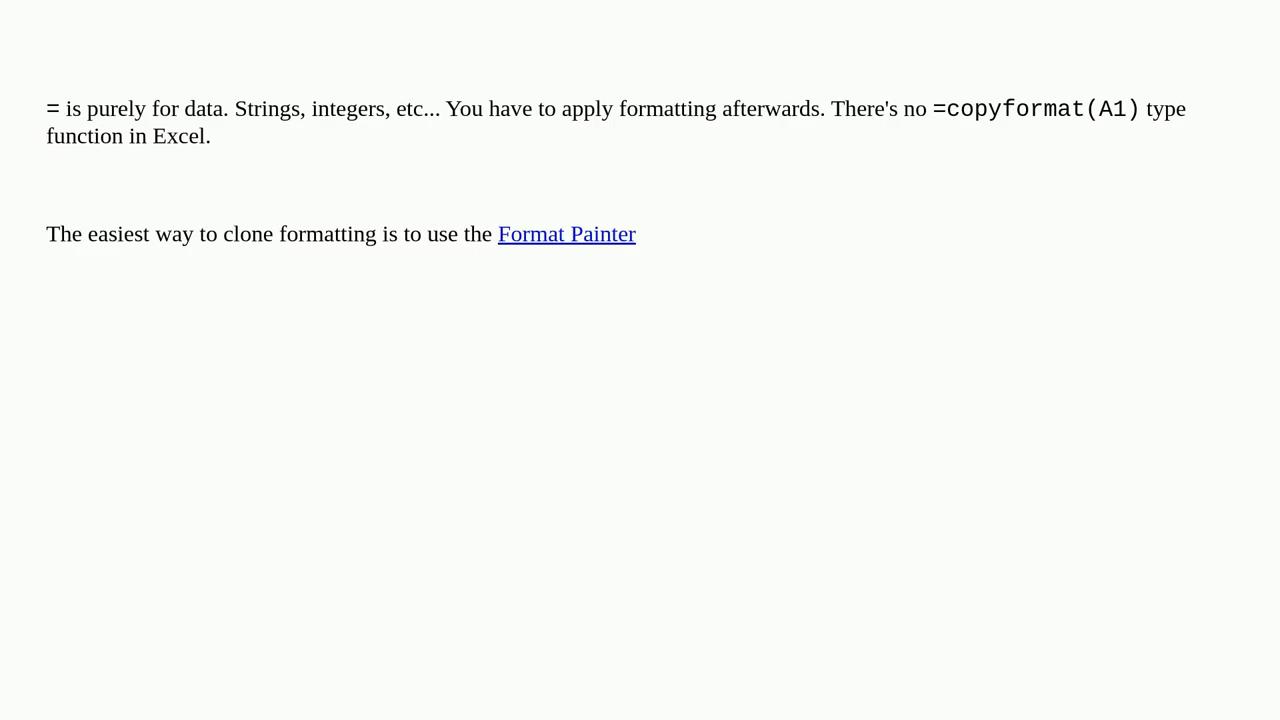 = is purely for data. Strings, integers, etc... You have to apply formatting afterwards. There's no =copyformat(A1) type
function in Excel.
The easiest way to clone formatting is to use the Format Painter